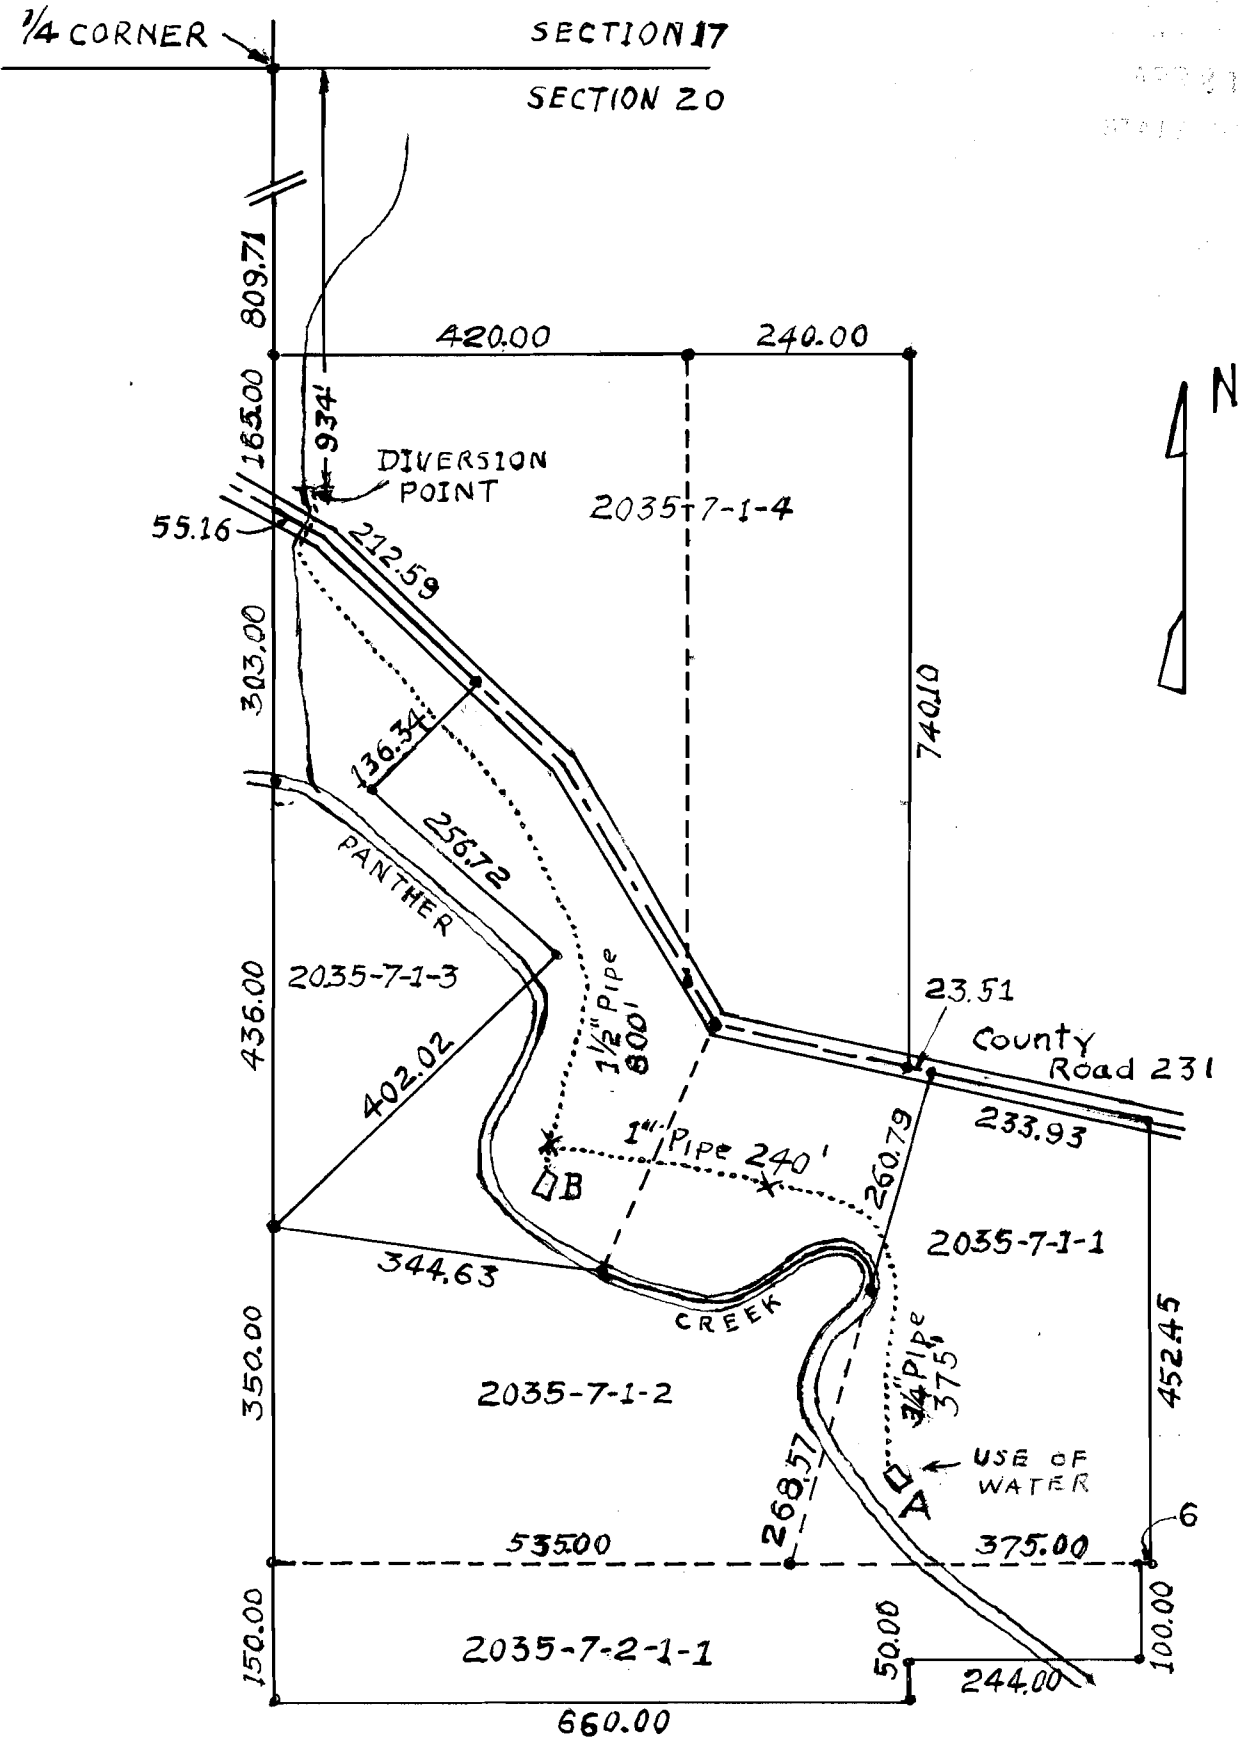 1/4 CORNER
SECTION 17
SECTION 20
809.71
420.00
240.00
165.00
934'
N
DIVERSION
POINT
2035-7-1-4
55.16
212.59
303.00
740.10
136.34
256.72
PANTHER
2035-7-1-3
436.00
1 1/2" Pipe
800'
23.51
County
Road 231
402.02
233.93
1" Pipe 240'
260.79
B
2035-7-1-1
344.63
CREEK
350.00
3/4" Pipe
375'
452.45
2035-7-1-2
268.57
USE OF
WATER
A
6
535.00
375.00
150.00
2035-7-2-1-1
50.00
100.00
244.00
660.00